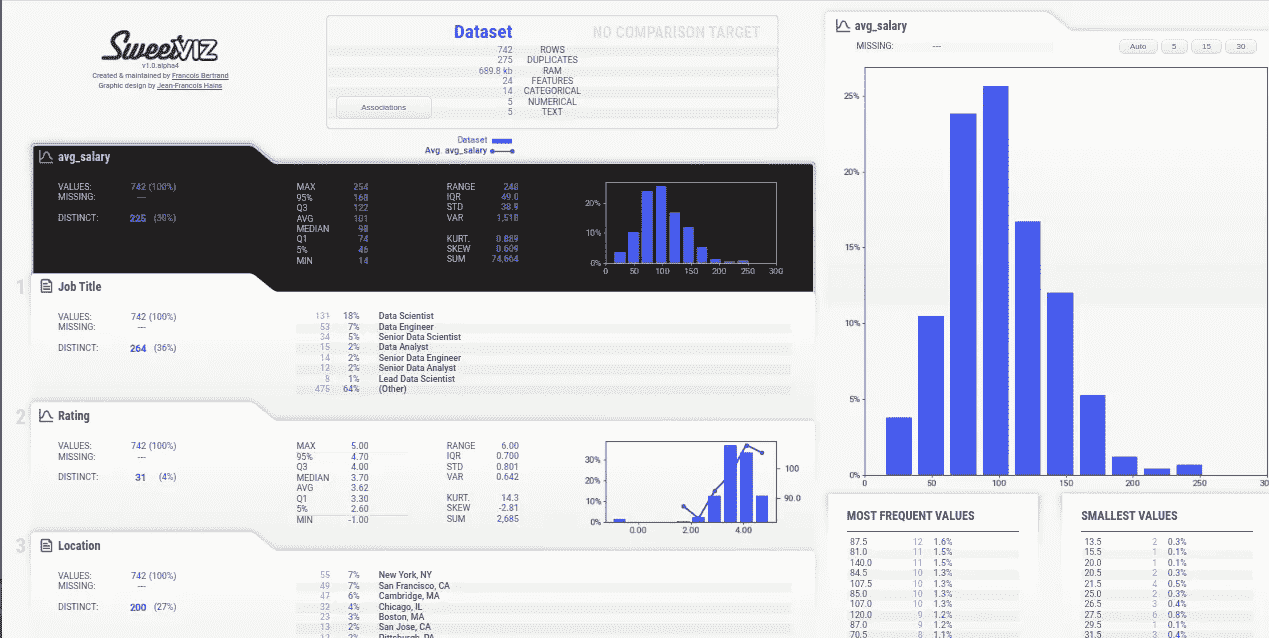 SweetVIZ
v1.0.alpha4
Created & maintained by Francois Bertrand
Graphic design by Jean-Francois Hains
Dataset
NO COMPARISON TARGET
742 ROWS
275 DUPLICATES
689.8 kb RAM
24 FEATURES
14 CATEGORICAL
5 NUMERICAL
5 TEXT
Associations
Dataset
Avg. avg_salary
avg_salary
VALUES: 742 (100%)
MISSING: ---
DISTINCT: 225 (30%)
MAX 254
95% 168
Q3 122
AVG 101
MEDIAN 98
Q1 74
5% 46
MIN 14
RANGE 240
IQR 49.0
STD 38.9
VAR 1,510
KURT.
SKEW 0.609
SUM 74,664
20%
10%
0%
0 50 100 150 200 250 300
1
Job Title
VALUES: 742 (100%)
MISSING: ---
DISTINCT: 264 (36%)
131 18% Data Scientist
53 7% Data Engineer
34 5% Senior Data Scientist
15 2% Data Analyst
14 2% Senior Data Engineer
12 2% Senior Data Analyst
8 1% Lead Data Scientist
475 64% (Other)
2
Rating
VALUES: 742 (100%)
MISSING: ---
DISTINCT: 31 (4%)
MAX 5.00
95% 4.70
Q3 4.00
MEDIAN 3.70
AVG 3.62
Q1 3.30
5% 2.60
MIN -1.00
RANGE 6.00
IQR 0.700
STD 0.801
VAR 0.642
KURT. 14.3
SKEW -2.81
SUM 2,685
30%
20%
10%
0%
0.00 2.00 4.00
100
90.0
3
Location
VALUES: 742 (100%)
MISSING: ---
DISTINCT: 200 (27%)
55 7% New York, NY
49 7% San Francisco, CA
47 6% Cambridge, MA
32 4% Chicago, IL
23 3% Boston, MA
13 2% San Jose, CA
avg_salary
MISSING: ---
Auto 5 15 30
25%
20%
15%
10%
5%
0%
0 50 100 150 200 250
MOST FREQUENT VALUES
87.5 12 1.6%
81.0 11 1.5%
140.0 11 1.5%
84.5 10 1.3%
107.5 10 1.3%
85.0 10 1.3%
107.0 10 1.3%
120.0 9 1.2%
87.0 9 1.2%
70.5 8 1.1%
SMALLEST VALUES
13.5 2 0.3%
15.5 1 0.1%
20.0 1 0.1%
20.5 2 0.3%
21.5 4 0.5%
25.0 2 0.3%
26.5 3 0.4%
27.5 6 0.8%
29.5 1 0.1%
31.5 3 0.4%